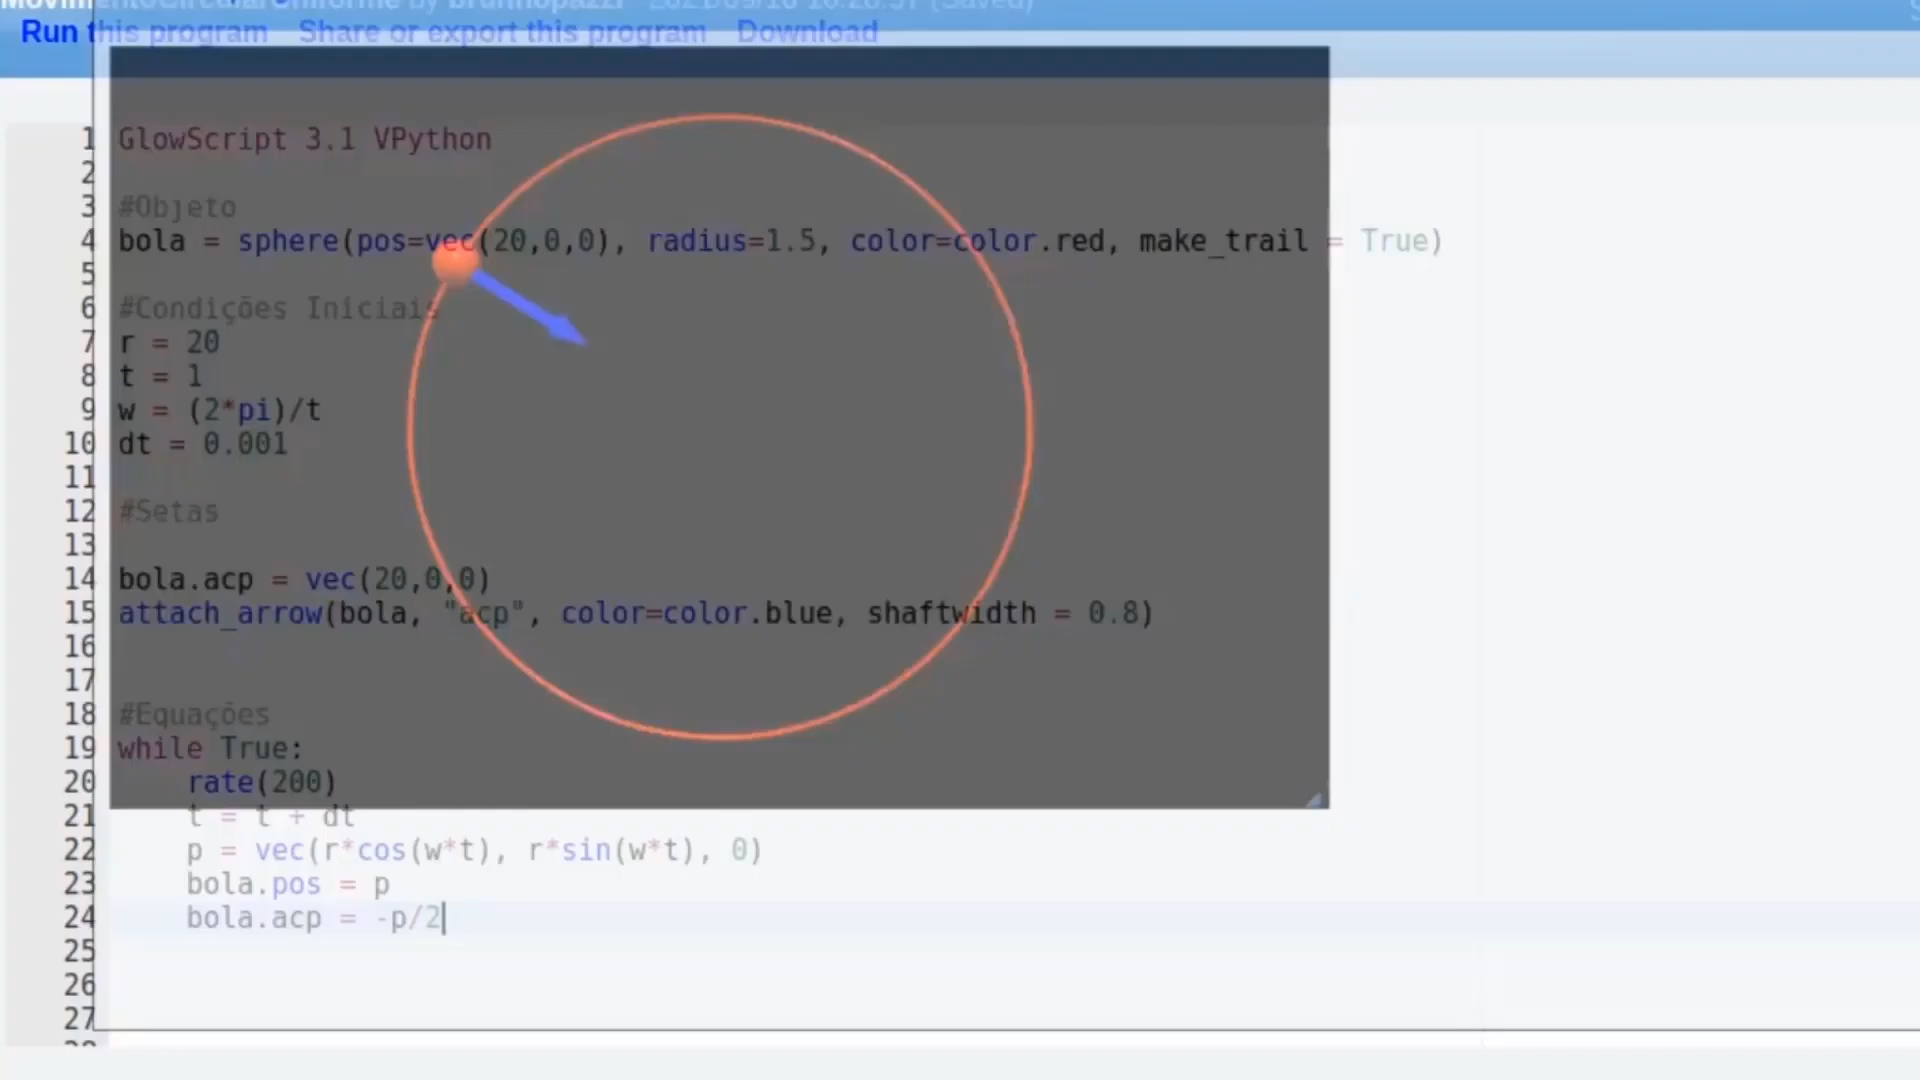 MovimentoCircularUniforme by brunnopazzi
Run this program Share or export this program Download
1 GlowScript 3.1 VPython
2
3 #Objeto
4 bola = sphere(pos=vec(20,0,0), radius=1.5, color=color.red, make_trail = True)
5
6 #Condições Iniciais
7 r = 20
8 t = 1
9 w = (2*pi)/t
10 dt = 0.001
11
12 #Setas
13
14 bola.acp = vec(20,0,0)
15 attach_arrow(bola, "acp", color=color.blue, shaftwidth = 0.8)
16
17
18 #Equações
19 while True:
20 rate(200)
21 t = t + dt
22 p = vec(r*cos(w*t), r*sin(w*t), 0)
23 bola.pos = p
24 bola.acp = -p/2
25
26
27